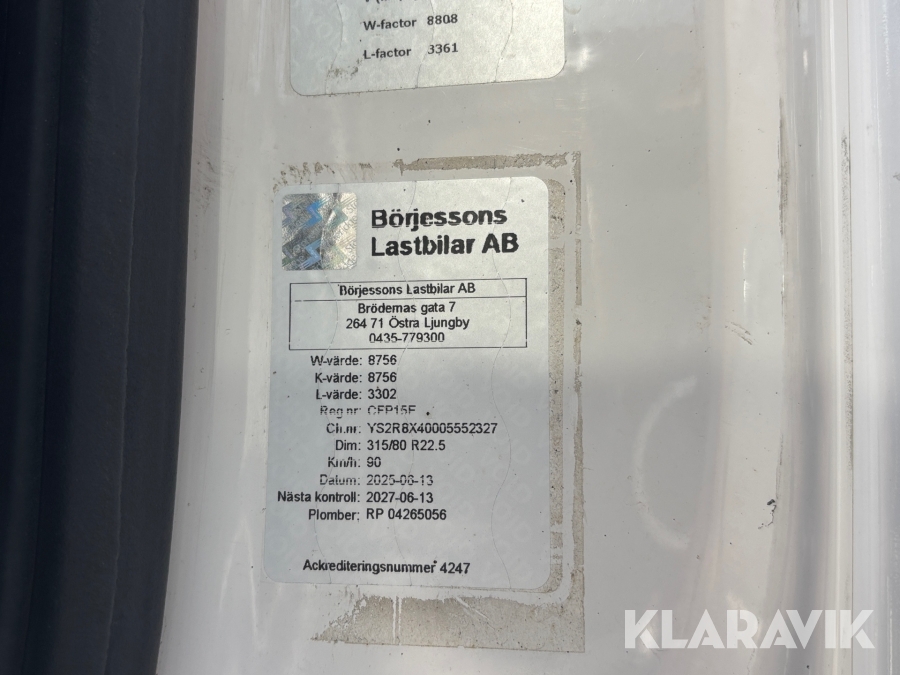 W-factor 8808
L-factor 3361
Börjessons
Lastbilar AB
Börjessons Lastbilar AB
Brödernas gata 7
264 71 Östra Ljungby
0435-779300
W-värde: 8756
K-värde: 8756
L-värde: 3302
Reg nr:
Ch.nr: YS2R8X40005552327
Dim: 315/80 R22.5
Km/h: 90
Datum: 2025-06-13
Nästa kontroll: 2027-06-13
Plomber: RP 04265056
Ackrediteringsnummer 4247
KLARAVIK